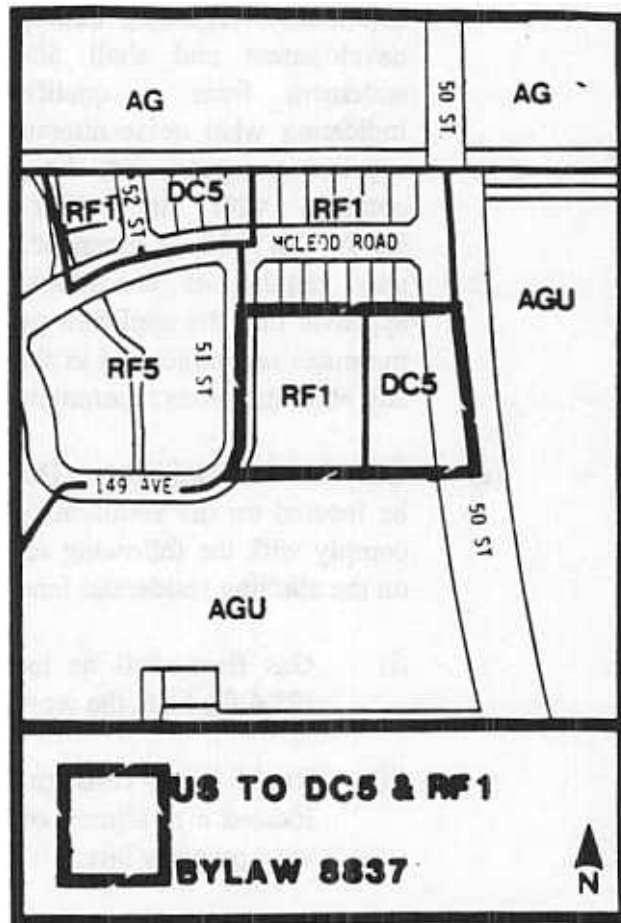 AG
50 ST.
AG
RF1
52 ST.
DC5
RF1
MCLEOD ROAD
AGU
RF5
51 ST
RF1
DC5
149 AVE
50 ST
AGU
US TO DC5 & RF1
BYLAW 8837
N